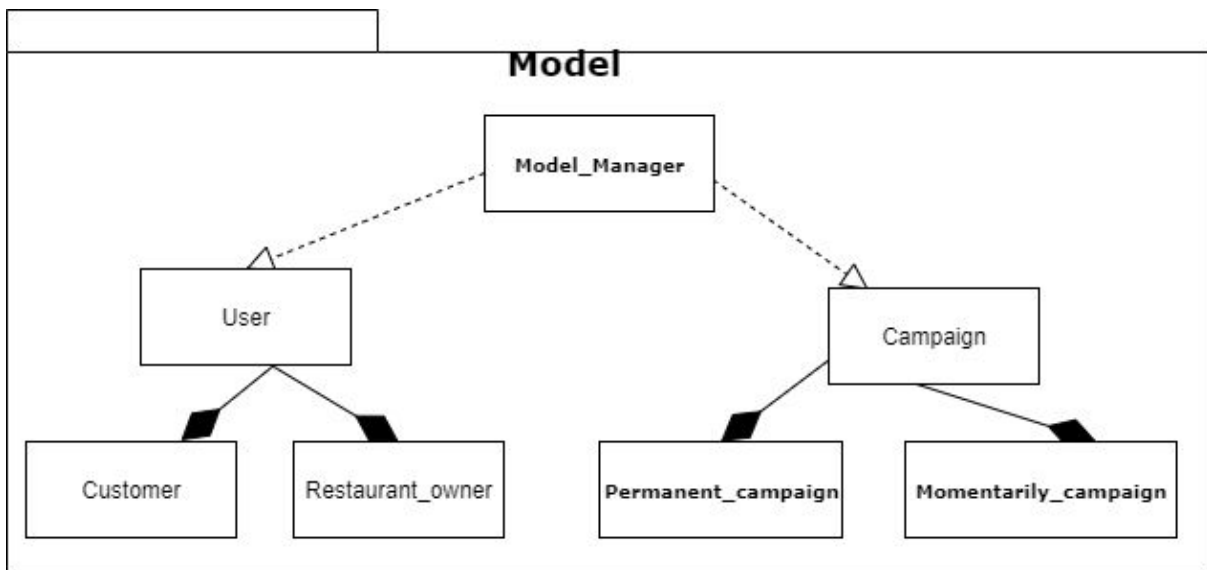 Model
Model_Manager
User
Campaign
Customer
Restaurant_owner
Permanent_campaign
Momentarily_campaign